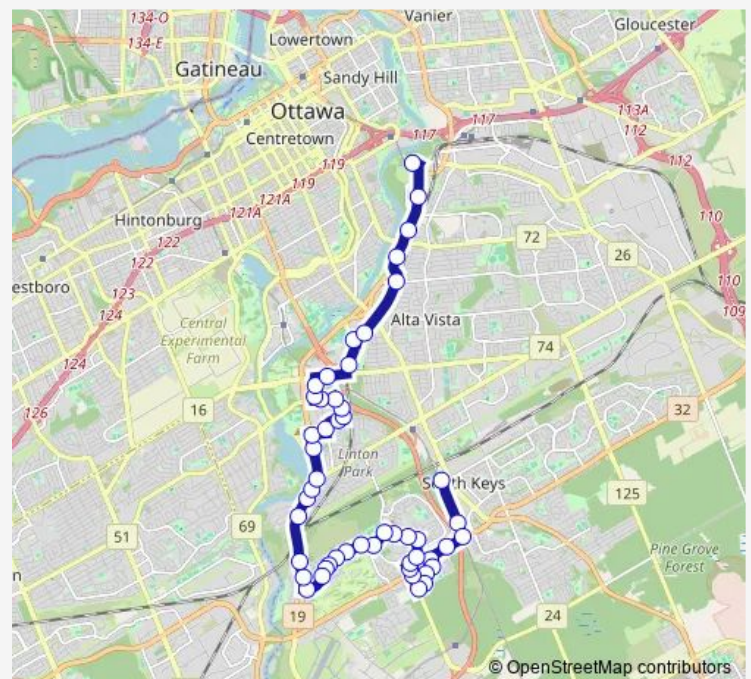 Vanier
134-O
134-E
Lowertown
Gloucester
Gatineau
Sandy Hill
Ottawa
113A
117
117
112
Centretown
119
112
119
121A
121A
Hintonburg
122
110
72
122
26
estboro
123
110
124
109
Alta Vista
Central
Experimental
Farm
74
124
16
32
126
Linton
Park
South Keys
125
69
51
Pine Grove
Forest
n
19
24
© OpenStreetMap contributors